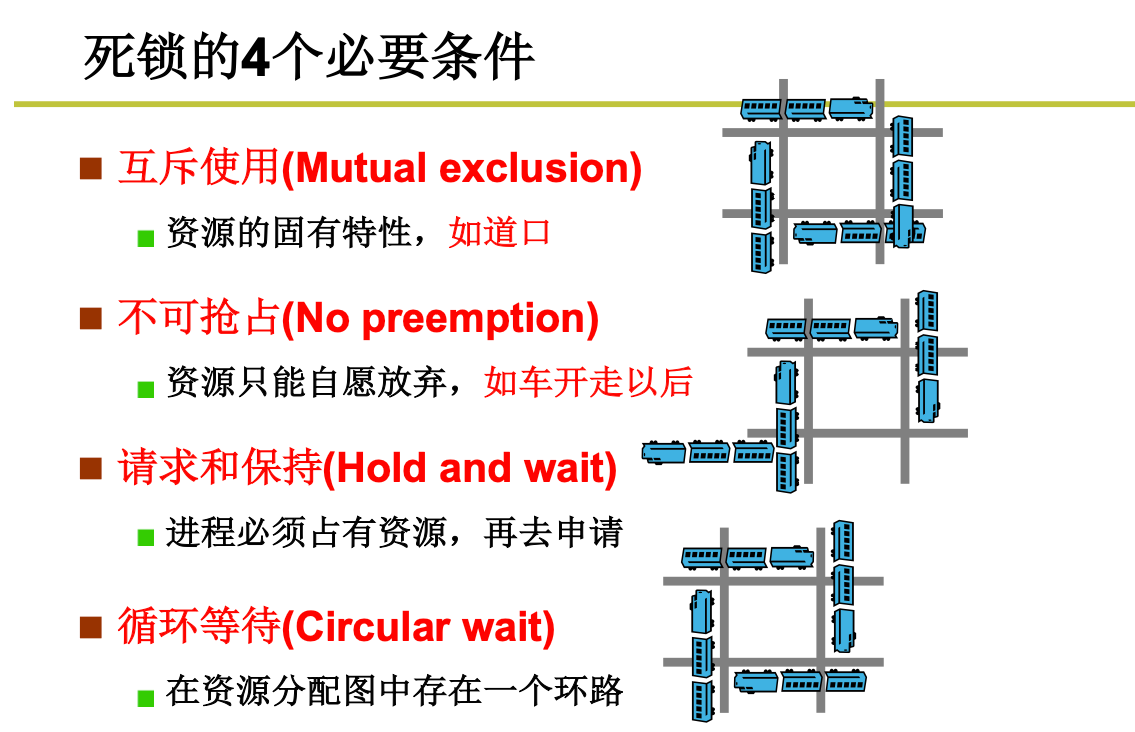 死锁的4个必要条件
互斥使用(Mutual exclusion)
资源的固有特性，如道口
不可抢占(No preemption)
资源只能自愿放弃，如车开走以后
请求和保持(Hold and wait)
进程必须占有资源，再去申请
循环等待(Circular wait)
在资源分配图中存在一个环路